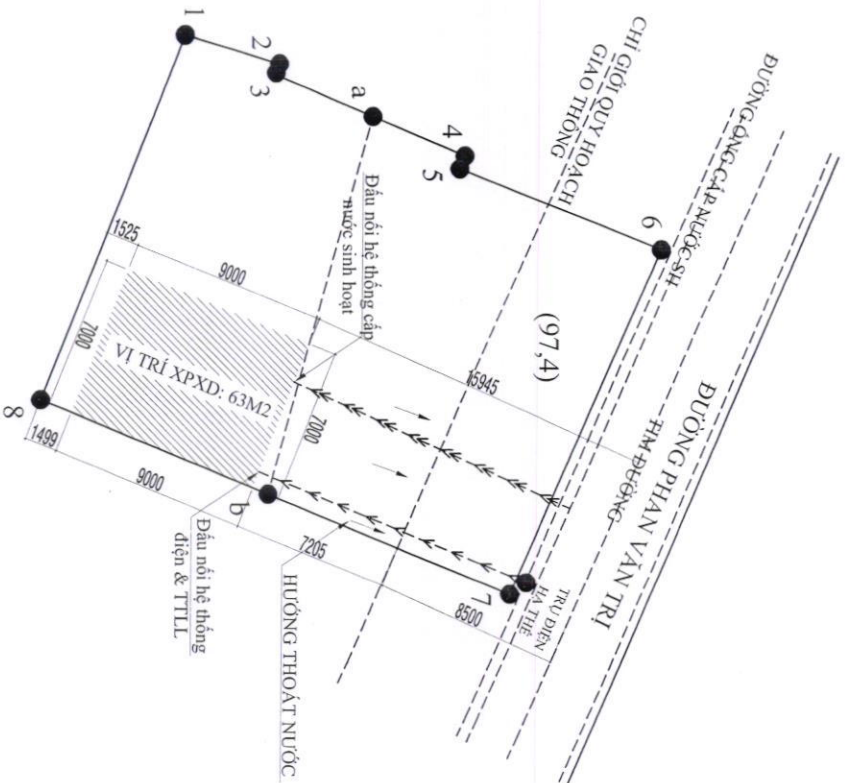 ĐƯỜNG ỐNG CẤP NƯỚC SH
CHỈ GIỚI QUY HOẠCH
GIAO THÔNG
ĐƯỜNG PHAN VĂN TRỊ
TIM ĐƯỜNG
TRỤ ĐIỆN
HẠ THẾ
(97,4)
1
2
3
a
4
5
6
7
b
8
Đấu nối hệ thống cấp
nước sinh hoạt
1525
9000
15945
7000
VỊ TRÍ XPXD: 63M2
7000
1499
9000
7205
8500
Đấu nối hệ thống
điện & TTLL
HƯỚNG THOÁT NƯỚC